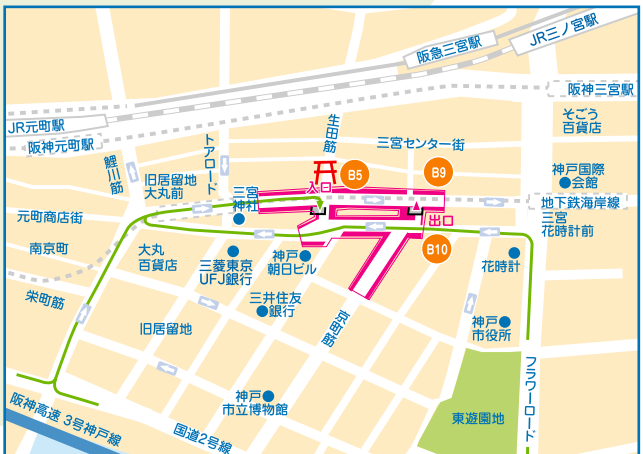 阪急三宮駅
JR三ノ宮駅
阪神三宮駅
JR元町駅
阪神元町駅
そごう
百貨店
生田筋
三宮センター街
鯉川筋
トアロード
旧居留地
大丸前
B5
B9
神戸国際
会館
入口
三宮
神社
地下鉄海岸線
三宮
花時計前
元町商店街
出口
南京町
大丸
百貨店
三菱東京
UFJ銀行
神戸
朝日ビル
B10
花時計
栄町筋
三井住友
銀行
旧居留地
京町筋
神戸
市役所
フラワーロード
神戸
市立博物館
東遊園地
阪神高速 3号神戸線
国道2号線